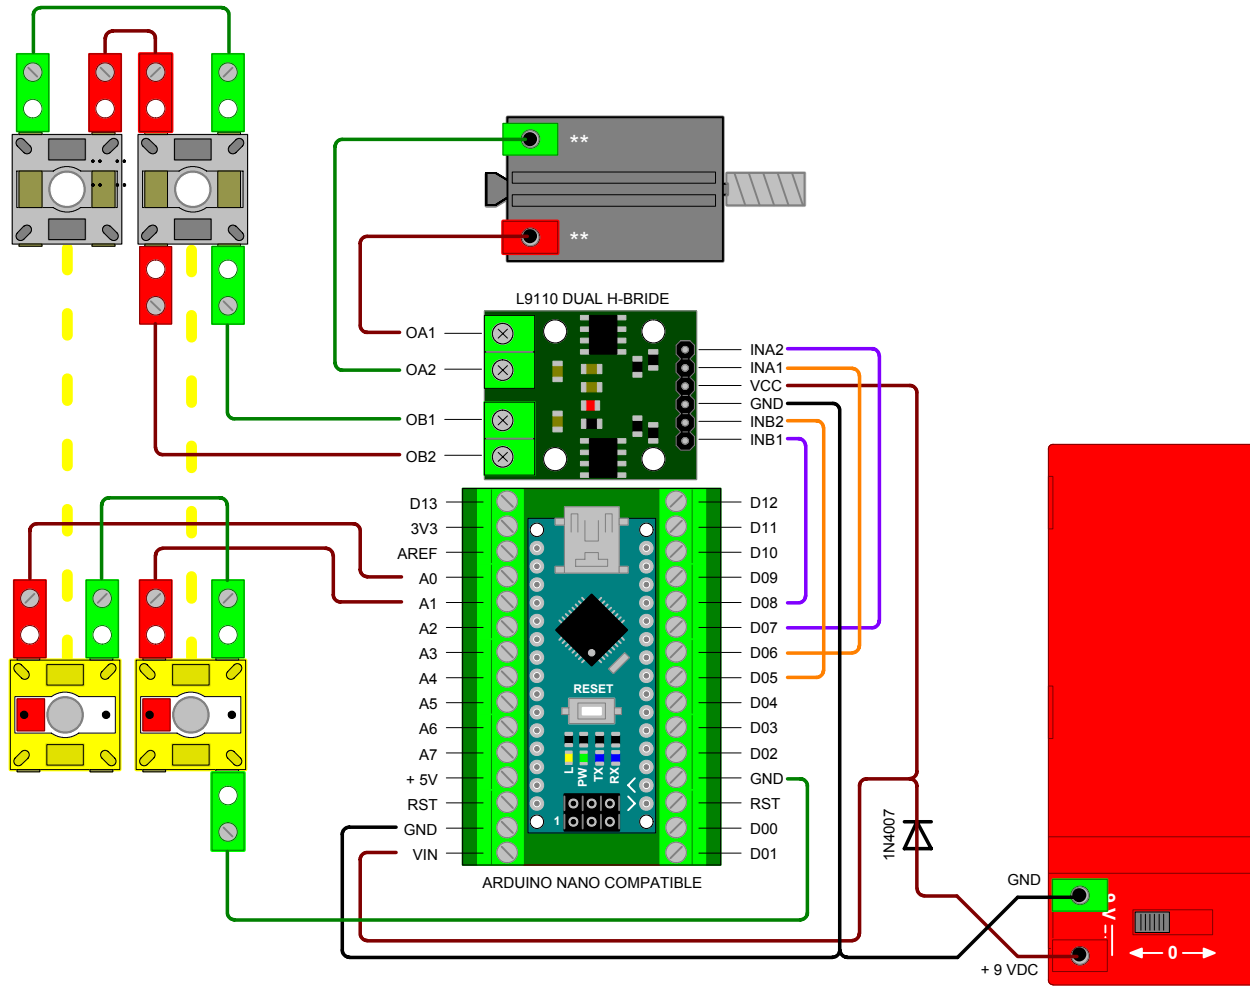 **
**
L9110 DUAL H-BRIDE
OA1
OA2
OB1
OB2
INA2
INA1
VCC
GND
INB2
INB1
D13
3V3
AREF
A0
A1
A2
A3
A4
A5
A6
A7
+ 5V
RST
GND
VIN
D12
D11
D10
D09
D08
D07
D06
D05
D04
D03
D02
GND
RST
D00
D01
RESET
L
PW
TX
RX
1
ARDUINO NANO COMPATIBLE
1N4007
GND
+ 9 VDC
9 V
0